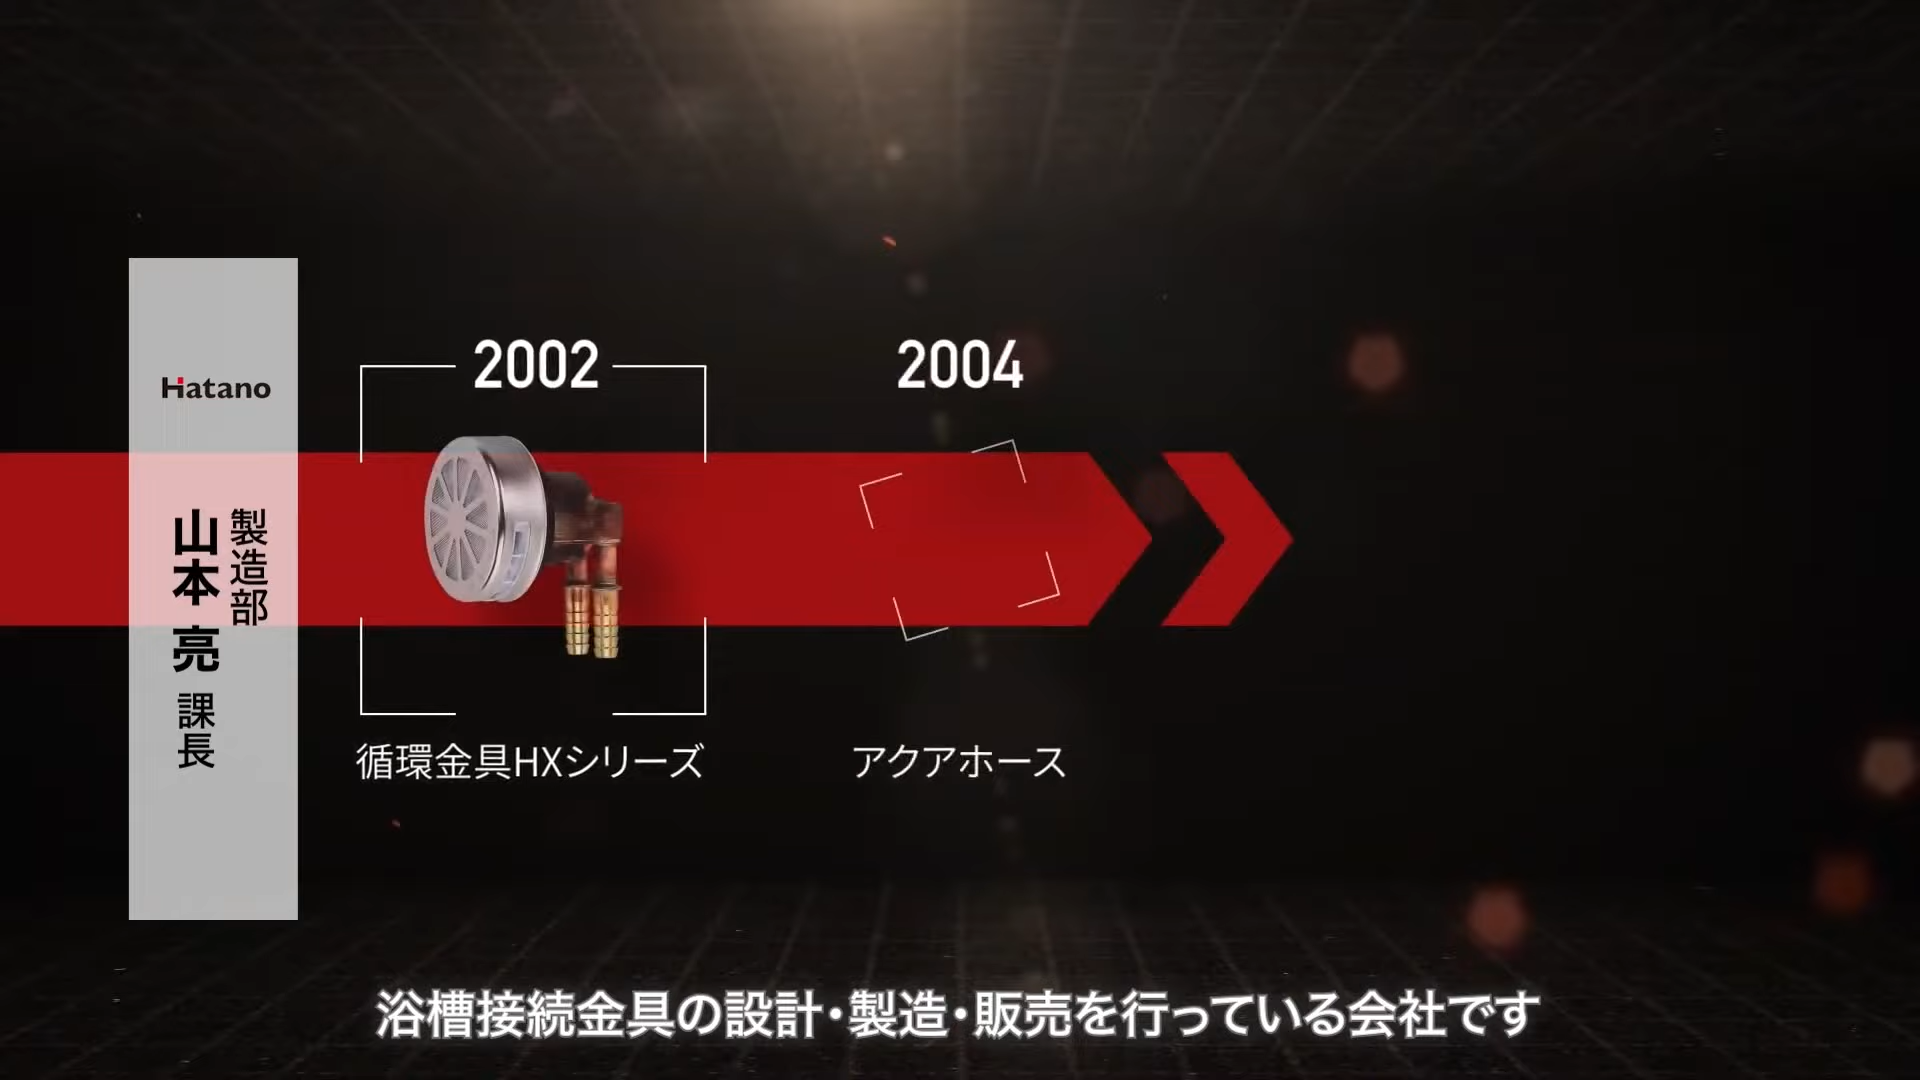 Hatano
製造部
山本 亮 課長
2002
循環金具HXシリーズ
2004
アクアホース
浴槽接続金具の設計・製造・販売を行っている会社です